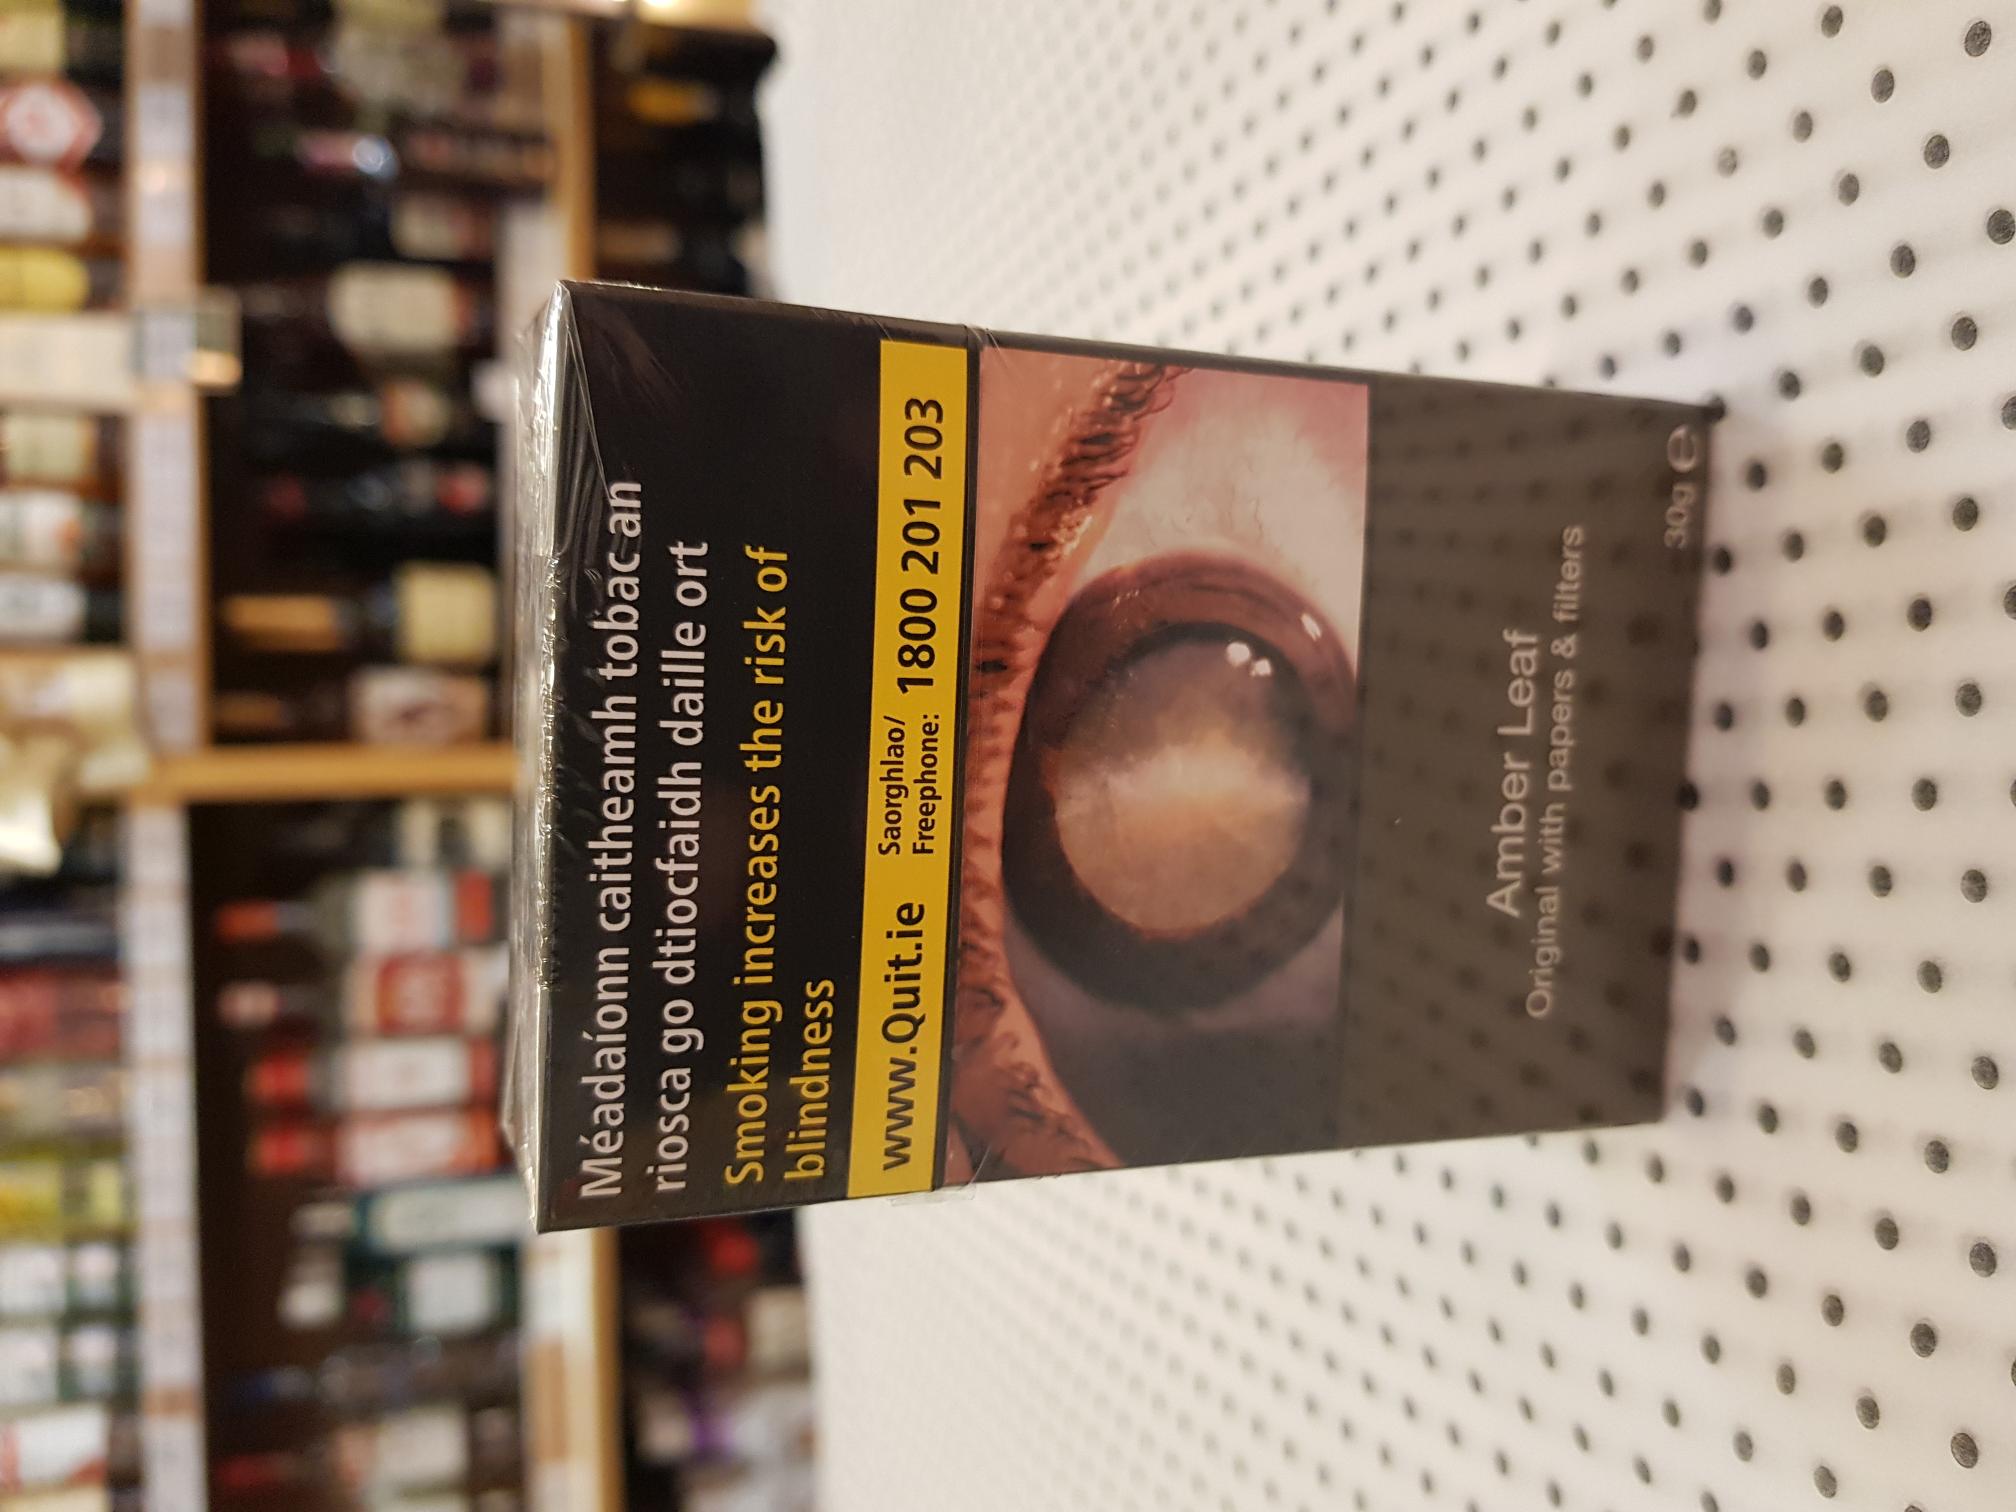 Méadaíonn caitheamh tobac an
riosca go dtiocfaidh daille ort
Smoking increases the risk of
blindness
www.Quit.ie
Saorghlao/
Freephone:
1800 201 203
Amber Leaf
Original with papers & filters
30g ℮